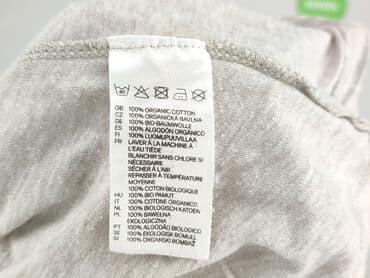 GB 100% ORGANIC COTTON
CZ 100% ORGANICKÁ BAVLNA
DE 100% BIO-BAUMWOLLE
ES 100% ALGODÓN ORGÁNICO
FI 100% LUOMUPUUVILLAA
FR LAVER À LA MACHINE À
L'EAU TIÈDE
BLANCHIR SANS CHLORE SI
NÉCESSAIRE
SÉCHER À L'AIR
REPASSER À TEMPÉRATURE
MOYENNE
100% COTON BIOLOGIQUE
HU 100% BIO PAMUT
IT 100% COTONE ORGANICO
NL 100% BIOLOGISCH KATOEN
PL 100% BAWEŁNA
EKOLOGICZNA
PT 100% ALGODÃO BIOLÓGICO
SE 100% EKOLOGISK BOMULL
SI 100% ORGANSKI BOMBAŽ